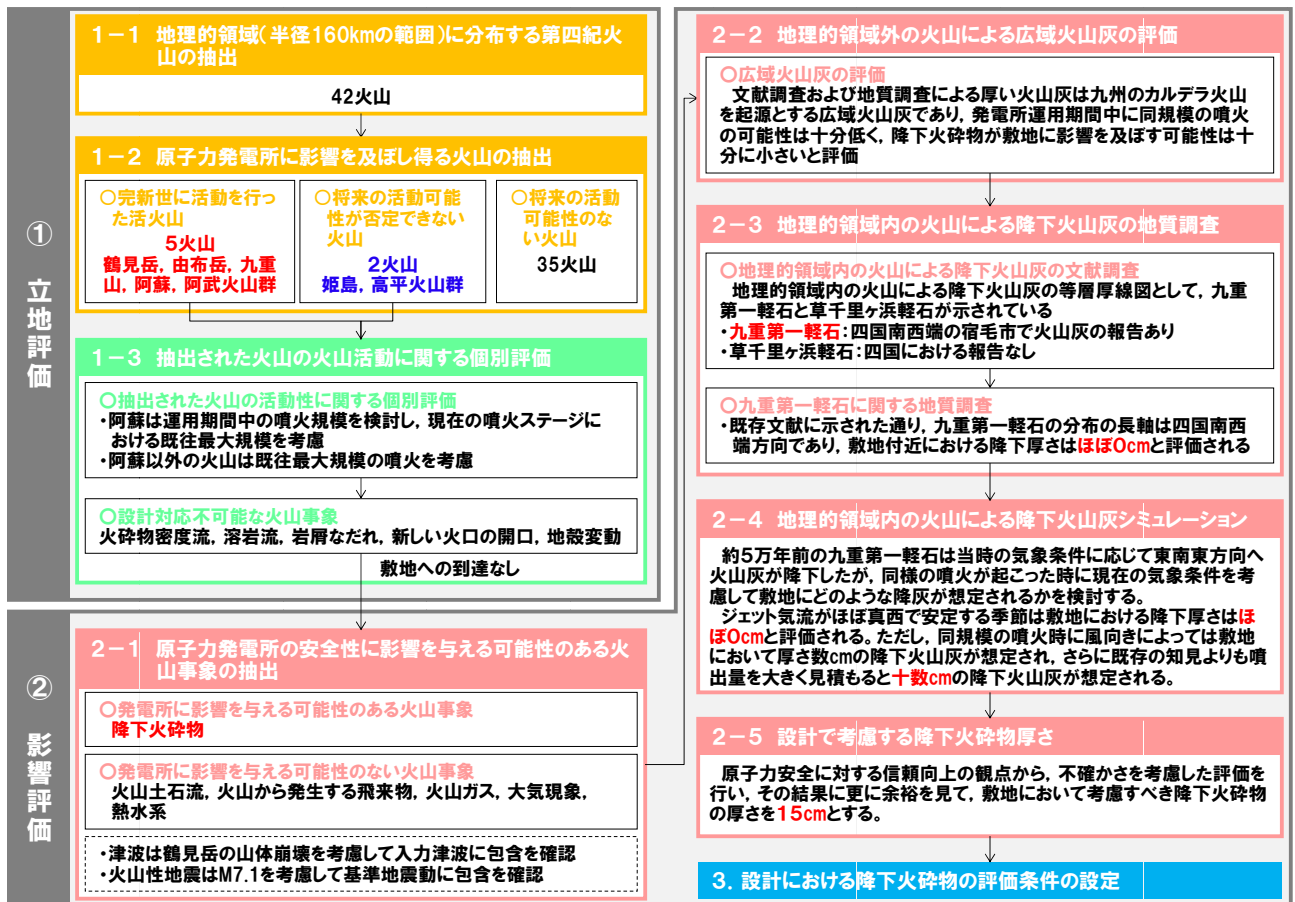 ① 立地評価
1-1 地理的領域(半径160kmの範囲)に分布する第四紀火
山の抽出
42火山
1-2 原子力発電所に影響を及ぼし得る火山の抽出
○完新世に活動を行っ
た活火山
5火山
鶴見岳，由布岳，九重
山，阿蘇，阿武火山群
○将来の活動可能
性が否定できない
火山
2火山
姫島，高平火山群
○将来の活動
可能性のな
い火山
35火山
1-3 抽出された火山の火山活動に関する個別評価
○抽出された火山の活動性に関する個別評価
・阿蘇は運用期間中の噴火規模を検討し，現在の噴火ステージに
おける既往最大規模を考慮
・阿蘇以外の火山は既往最大規模の噴火を考慮
○設計対応不可能な火山事象
火砕物密度流，溶岩流，岩屑なだれ，新しい火口の開口，地殻変動
敷地への到達なし
② 影響評価
2-1 原子力発電所の安全性に影響を与える可能性のある火
山事象の抽出
○発電所に影響を与える可能性のある火山事象
降下火砕物
○発電所に影響を与える可能性のない火山事象
火山土石流，火山から発生する飛来物，火山ガス，大気現象，
熱水系
・津波は鶴見岳の山体崩壊を考慮して入力津波に包含を確認
・火山性地震はM7.1を考慮して基準地震動に包含を確認
2-2 地理的領域外の火山による広域火山灰の評価
○広域火山灰の評価
文献調査および地質調査による厚い火山灰は九州のカルデラ火山
を起源とする広域火山灰であり，発電所運用期間中に同規模の噴火
の可能性は十分低く，降下火砕物が敷地に影響を及ぼす可能性は十
分に小さいと評価
2-3 地理的領域内の火山による降下火山灰の地質調査
○地理的領域内の火山による降下火山灰の文献調査
地理的領域内の火山による降下火山灰の等層厚線図として，九重
第一軽石と草千里ヶ浜軽石が示されている
・九重第一軽石：四国南西端の宿毛市で火山灰の報告あり
・草千里ヶ浜軽石：四国における報告なし
○九重第一軽石に関する地質調査
・既存文献に示された通り，九重第一軽石の分布の長軸は四国南西
端方向であり，敷地付近における降下厚さはほぼ0cmと評価される
2-4 地理的領域内の火山による降下火山灰シミュレーション
約5万年前の九重第一軽石は当時の気象条件に応じて東南東方向へ
火山灰が降下したが，同様の噴火が起こった時に現在の気象条件を考
慮して敷地にどのような降灰が想定されるかを検討する。
ジェット気流がほぼ真西で安定する季節は敷地における降下厚さはほ
ぼ0cmと評価される。ただし，同規模の噴火時に風向きによっては敷地
において厚さ数cmの降下火山灰が想定され，さらに既存の知見よりも噴
出量を大きく見積もると十数cmの降下火山灰が想定される。
2-5 設計で考慮する降下火砕物厚さ
原子力安全に対する信頼向上の観点から，不確かさを考慮した評価を
行い，その結果に更に余裕を見て，敷地において考慮すべき降下火砕物
の厚さを15cmとする。
3．設計における降下火砕物の評価条件の設定